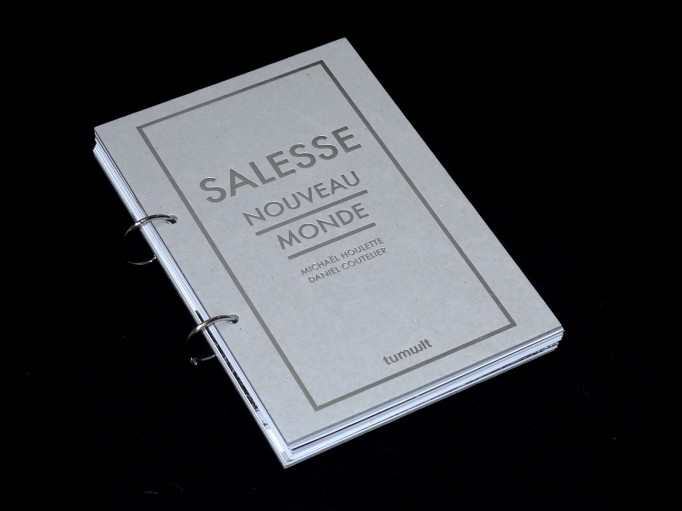 SALESSE
NOUVEAU
MONDE
MICHAËL HOULETTE
DANIEL COUTELIER
tumult